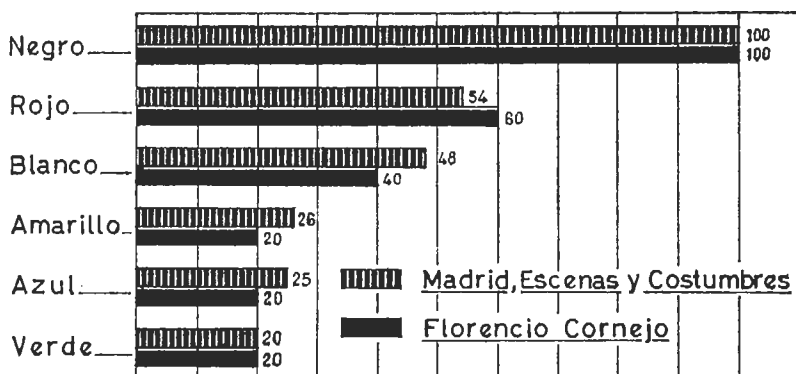 Negro 100
100
Rojo 54
60
Blanco 48
40
Amarillo 26
20
Azul 25
20
Verde 20
20
Madrid, Escenas y Costumbres
Florencio Cornejo